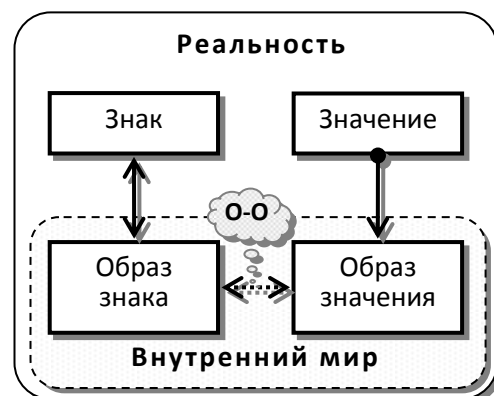 Реальность
Знак
Значение
О-О
Образ
знака
Образ
значения
Внутренний мир